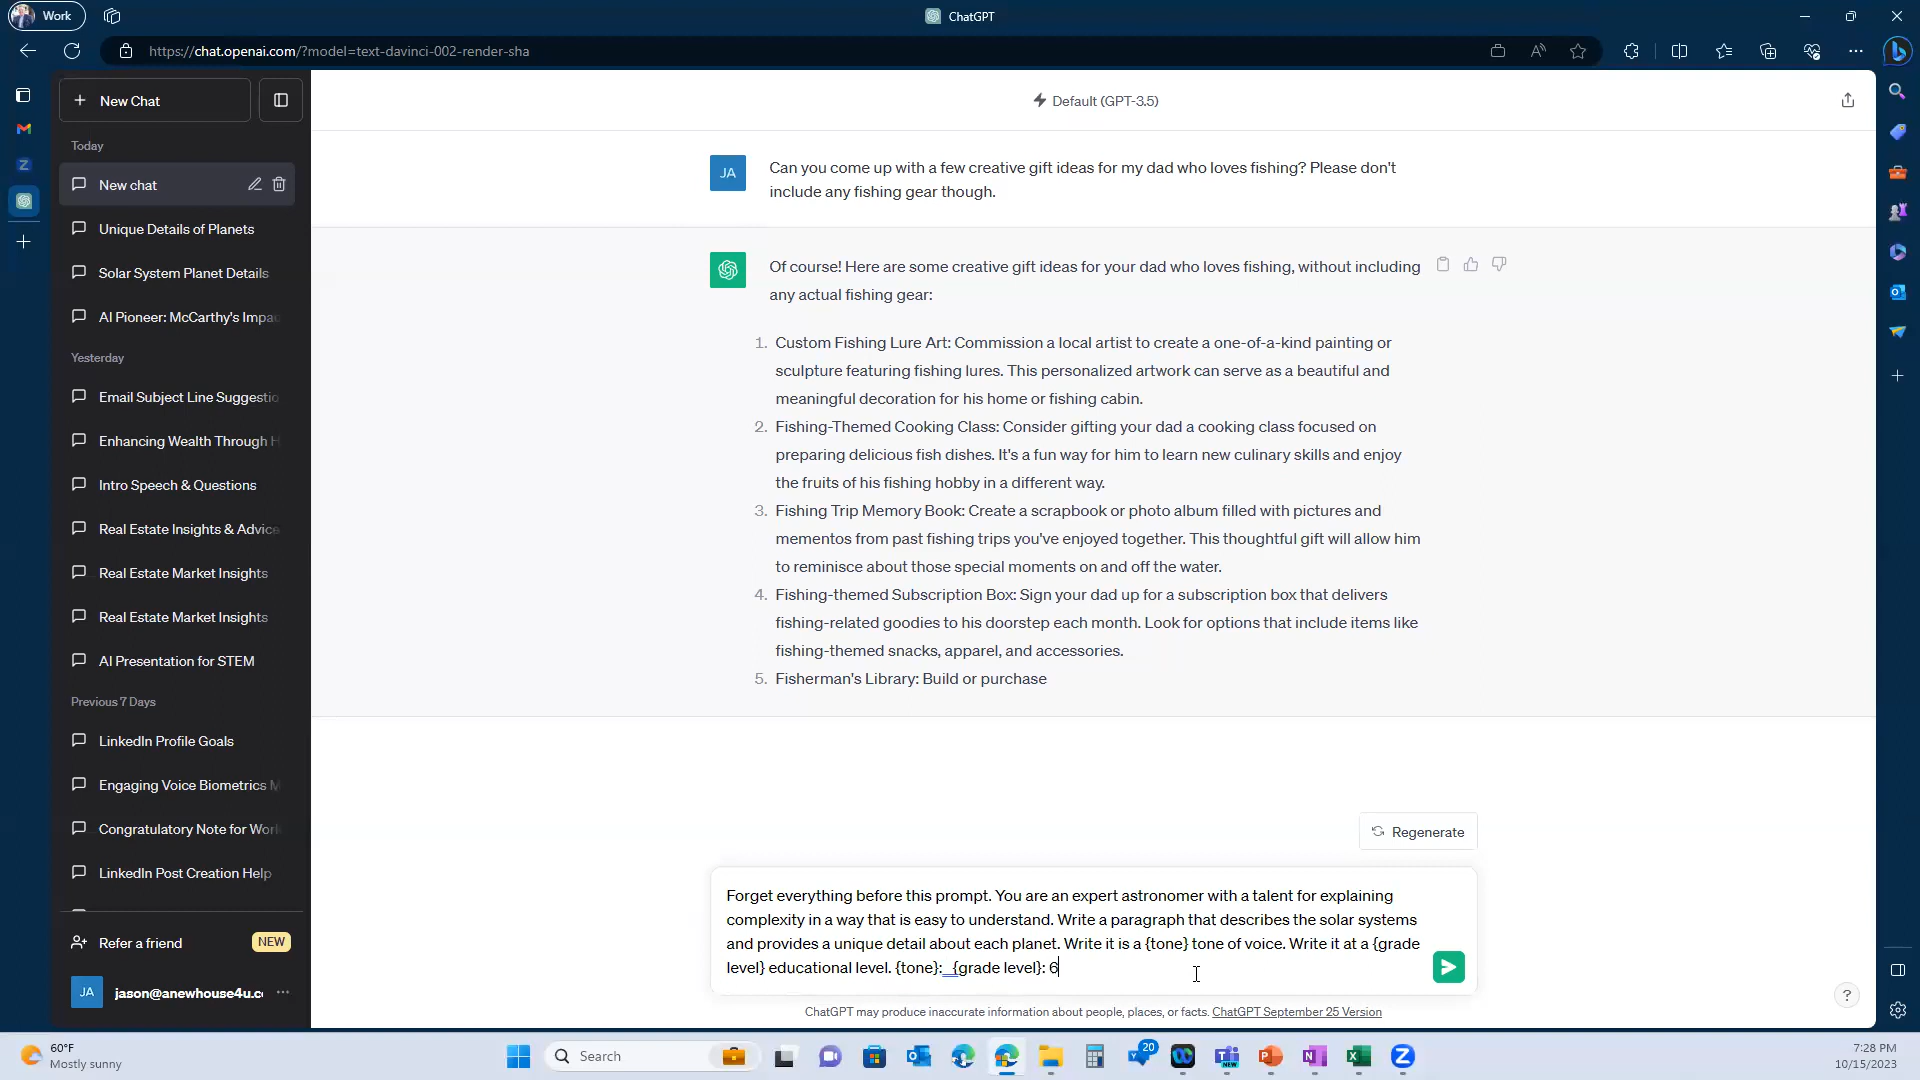 Work
ChatGPT
https://chat.openai.com/?model=text-davinci-002-render-sha
New Chat
Today
New chat
Unique Details of Planets
Solar System Planet Details
AI Pioneer: McCarthy's Impa
Yesterday
Email Subject Line Suggestio
Enhancing Wealth Through H
Intro Speech & Questions
Real Estate Insights & Advice
Real Estate Market Insights
Real Estate Market Insights
AI Presentation for STEM
Previous 7 Days
LinkedIn Profile Goals
Engaging Voice Biometrics M
Congratulatory Note for Wor
LinkedIn Post Creation Help
Refer a friend
NEW
JA
jason@anewhouse4u.c
Default (GPT-3.5)
JA
Can you come up with a few creative gift ideas for my dad who loves fishing? Please don't
include any fishing gear though.
Of course! Here are some creative gift ideas for your dad who loves fishing, without including
any actual fishing gear:
1. Custom Fishing Lure Art: Commission a local artist to create a one-of-a-kind painting or
sculpture featuring fishing lures. This personalized artwork can serve as a beautiful and
meaningful decoration for his home or fishing cabin.
2. Fishing-Themed Cooking Class: Consider gifting your dad a cooking class focused on
preparing delicious fish dishes. It's a fun way for him to learn new culinary skills and enjoy
the fruits of his fishing hobby in a different way.
3. Fishing Trip Memory Book: Create a scrapbook or photo album filled with pictures and
mementos from past fishing trips you've enjoyed together. This thoughtful gift will allow him
to reminisce about those special moments on and off the water.
4. Fishing-themed Subscription Box: Sign your dad up for a subscription box that delivers
fishing-related goodies to his doorstep each month. Look for options that include items like
fishing-themed snacks, apparel, and accessories.
5. Fisherman's Library: Build or purchase
Regenerate
Forget everything before this prompt. You are an expert astronomer with a talent for explaining
complexity in a way that is easy to understand. Write a paragraph that describes the solar systems
and provides a unique detail about each planet. Write it is a {tone} tone of voice. Write it at a {grade
level} educational level. {tone}:  {grade level}: 6
ChatGPT may produce inaccurate information about people, places, or facts. ChatGPT September 25 Version
?
60°F
Mostly sunny
Search
20
NEW
7:28 PM
10/15/2023